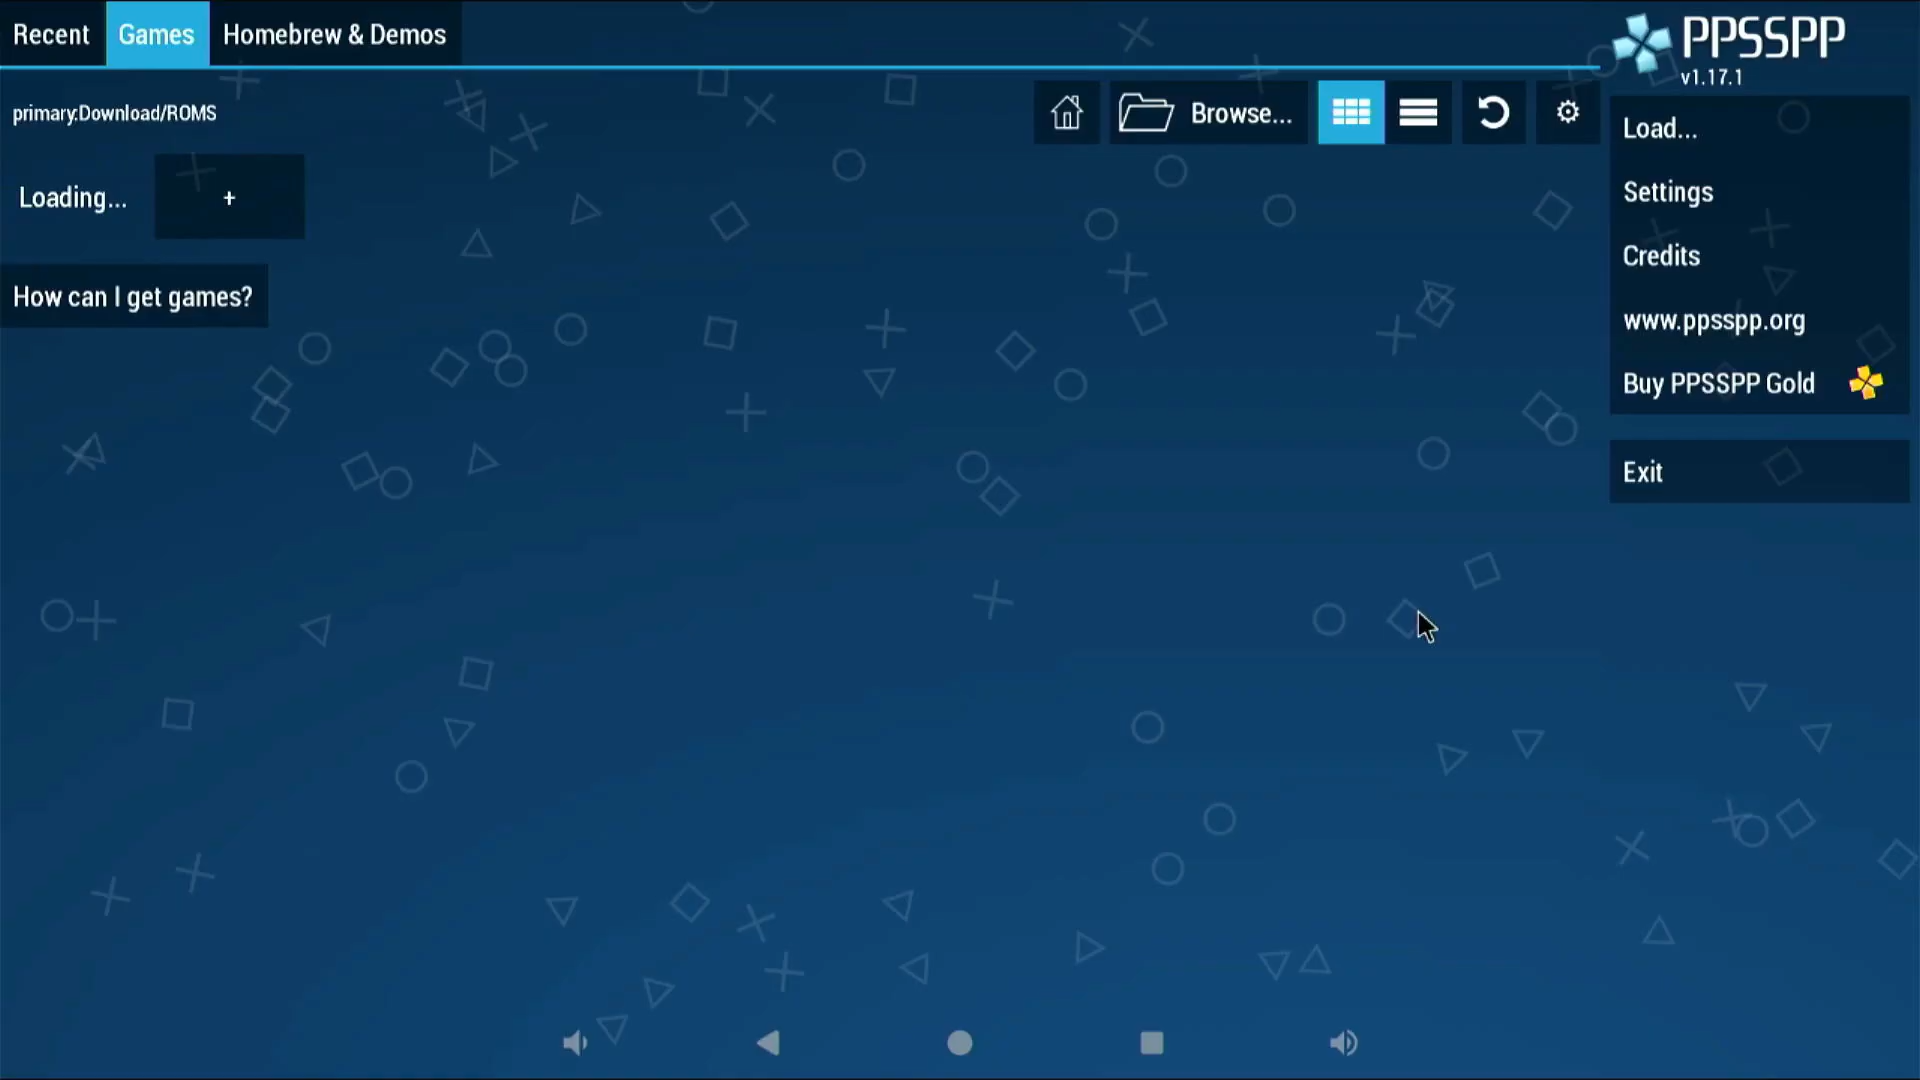 Recent Games Homebrew & Demos
PPSSPP
v1.17.1
primary:Download/ROMS
Browse...
Loading...
+
How can I get games?
Load...
Settings
Credits
www.ppsspp.org
Buy PPSSPP Gold
Exit